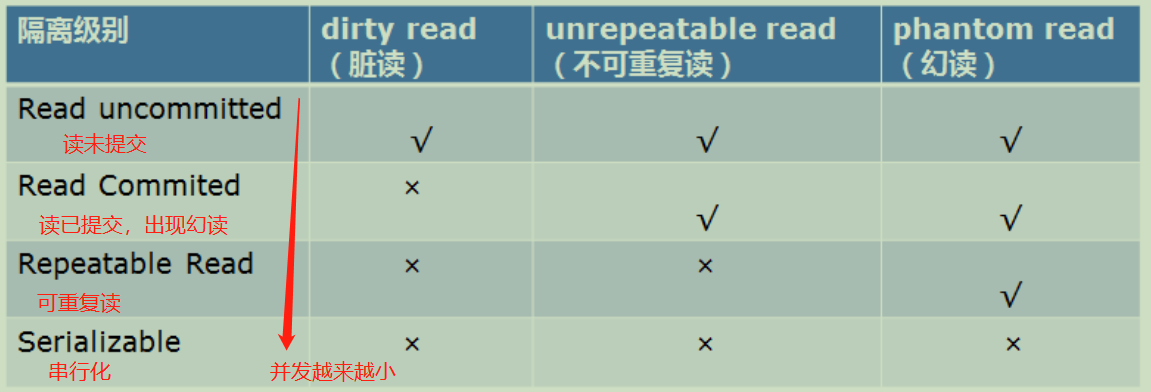 隔离级别 dirty read unrepeatable read phantom read
（脏读） （不可重复读） （幻读）
Read uncommitted
读未提交 √ √ √
Read Commited ×
读已提交，出现幻读 √ √
Repeatable Read × ×
可重复读 √
Serializable × × ×
串行化 并发越来越小